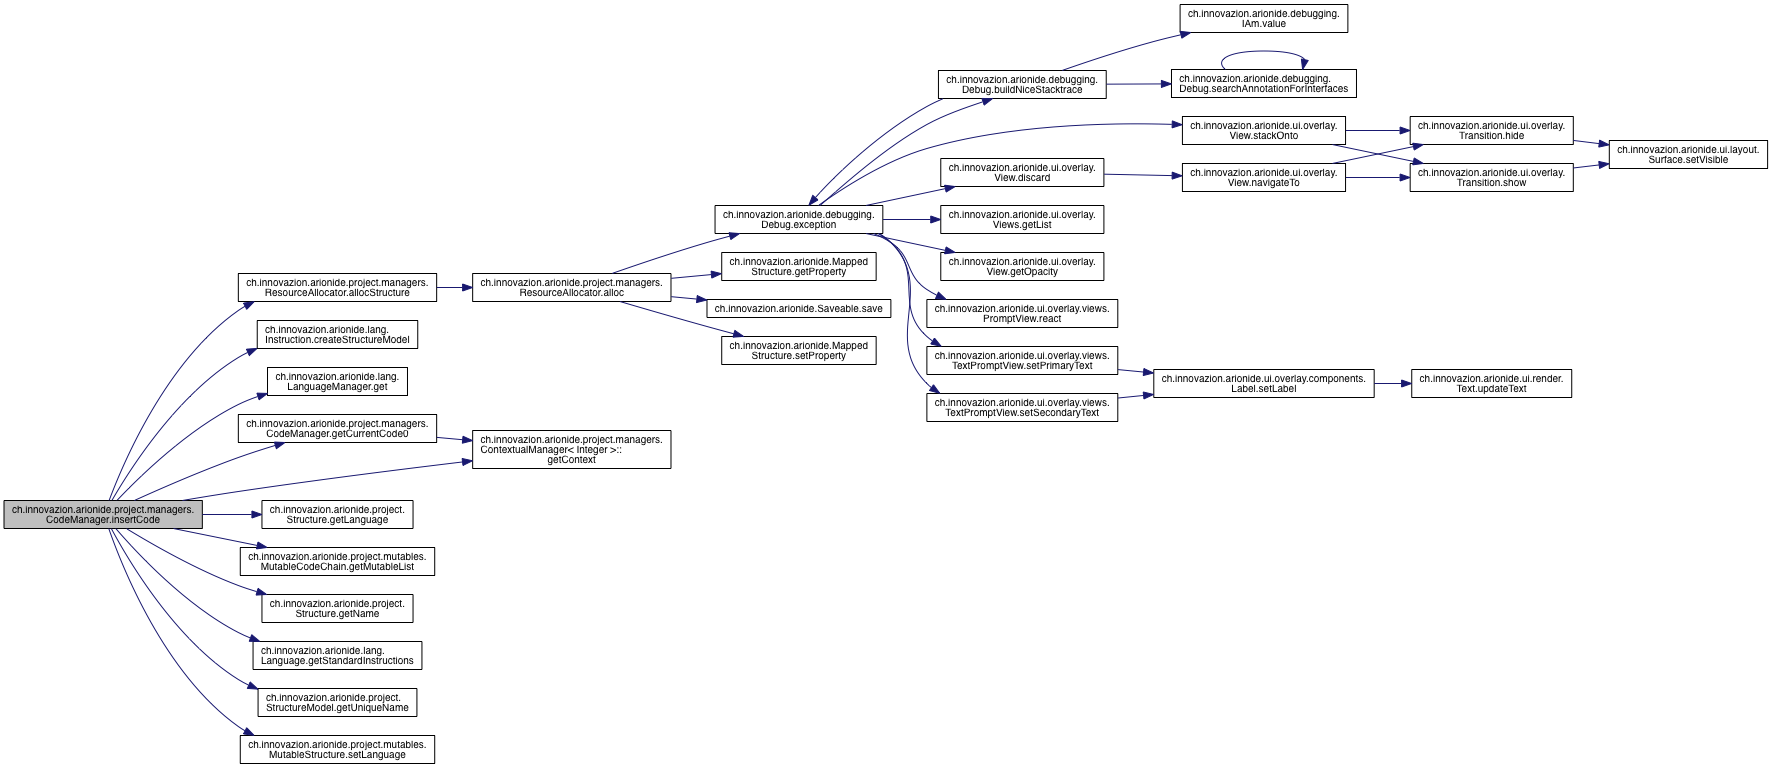 ch.innovazion.arionide.project.managers.
CodeManager.insertCode
ch.innovazion.arionide.project.managers.
ResourceAllocator.allocStructure
ch.innovazion.arionide.lang.
Instruction.createStructureModel
ch.innovazion.arionide.lang.
LanguageManager.get
ch.innovazion.arionide.project.managers.
CodeManager.getCurrentCode0
ch.innovazion.arionide.project.
Structure.getLanguage
ch.innovazion.arionide.project.mutables.
MutableCodeChain.getMutableList
ch.innovazion.arionide.project.
Structure.getName
ch.innovazion.arionide.lang.
Language.getStandardInstructions
ch.innovazion.arionide.project.
StructureModel.getUniqueName
ch.innovazion.arionide.project.mutables.
MutableStructure.setLanguage
ch.innovazion.arionide.project.managers.
ResourceAllocator.alloc
ch.innovazion.arionide.project.managers.
ContextualManager< Integer >::
getContext
ch.innovazion.arionide.debugging.
Debug.exception
ch.innovazion.arionide.Mapped
Structure.getProperty
ch.innovazion.arionide.Saveable.save
ch.innovazion.arionide.Mapped
Structure.setProperty
ch.innovazion.arionide.debugging.
Debug.buildNiceStacktrace
ch.innovazion.arionide.ui.overlay.
View.discard
ch.innovazion.arionide.ui.overlay.
Views.getList
ch.innovazion.arionide.ui.overlay.
View.getOpacity
ch.innovazion.arionide.ui.overlay.views.
PromptView.react
ch.innovazion.arionide.ui.overlay.views.
TextPromptView.setPrimaryText
ch.innovazion.arionide.ui.overlay.views.
TextPromptView.setSecondaryText
ch.innovazion.arionide.debugging.
IAm.value
ch.innovazion.arionide.debugging.
Debug.searchAnnotationForInterfaces
ch.innovazion.arionide.ui.overlay.
View.stackOnto
ch.innovazion.arionide.ui.overlay.
View.navigateTo
ch.innovazion.arionide.ui.overlay.components.
Label.setLabel
ch.innovazion.arionide.ui.overlay.
Transition.hide
ch.innovazion.arionide.ui.overlay.
Transition.show
ch.innovazion.arionide.ui.render.
Text.updateText
ch.innovazion.arionide.ui.layout.
Surface.setVisible